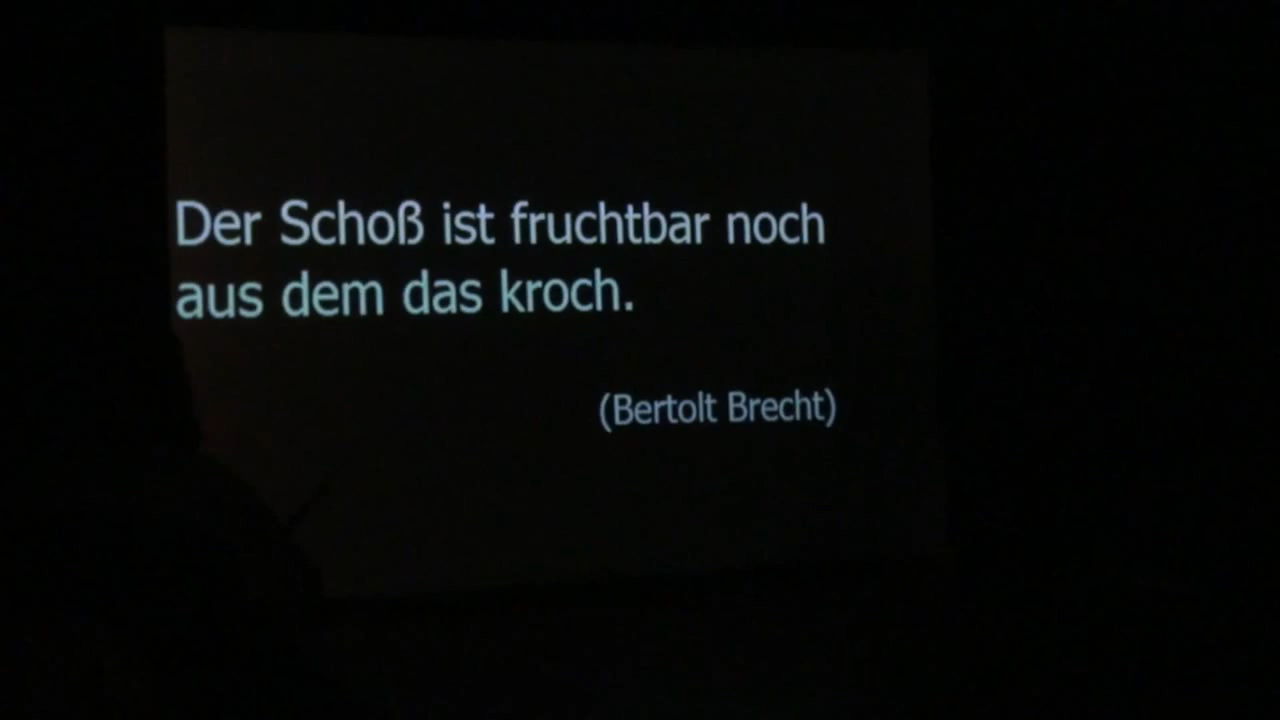 Der Schoß ist fruchtbar noch
aus dem das kroch.
(Bertolt Brecht)